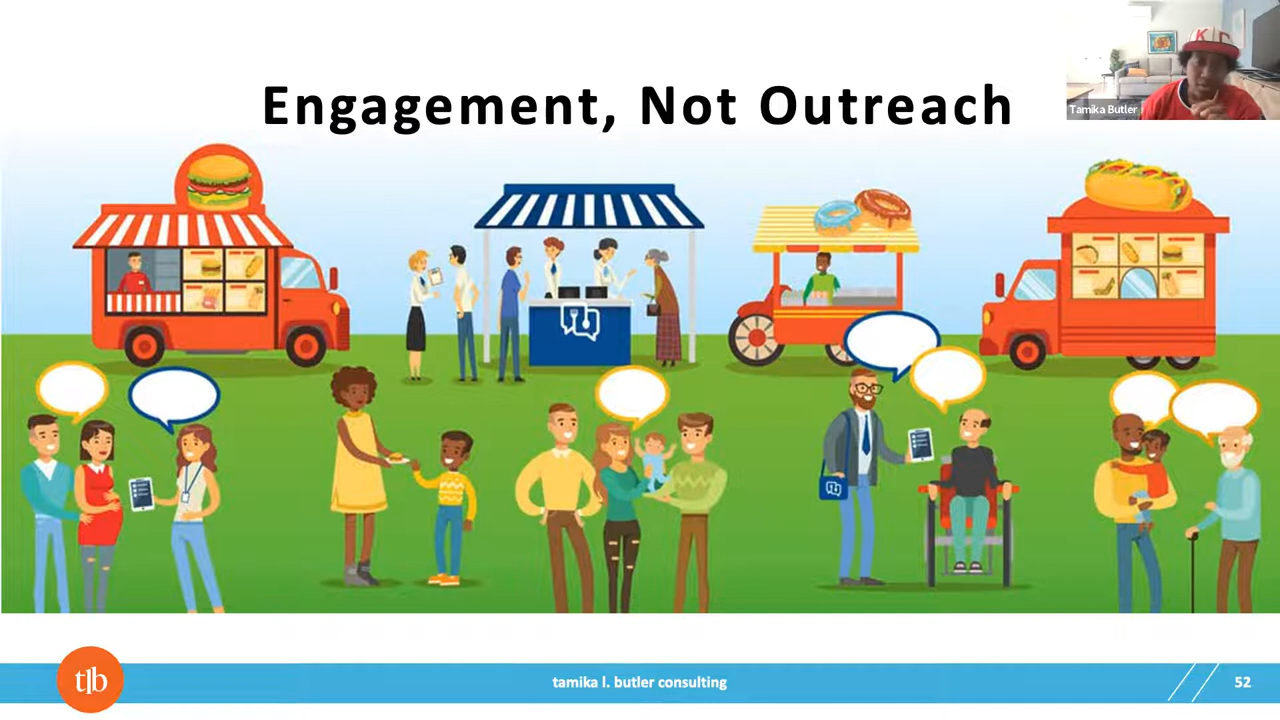 Engagement, Not Outreach
Tamika Butler
K
tlb
tamika l. butler consulting
52